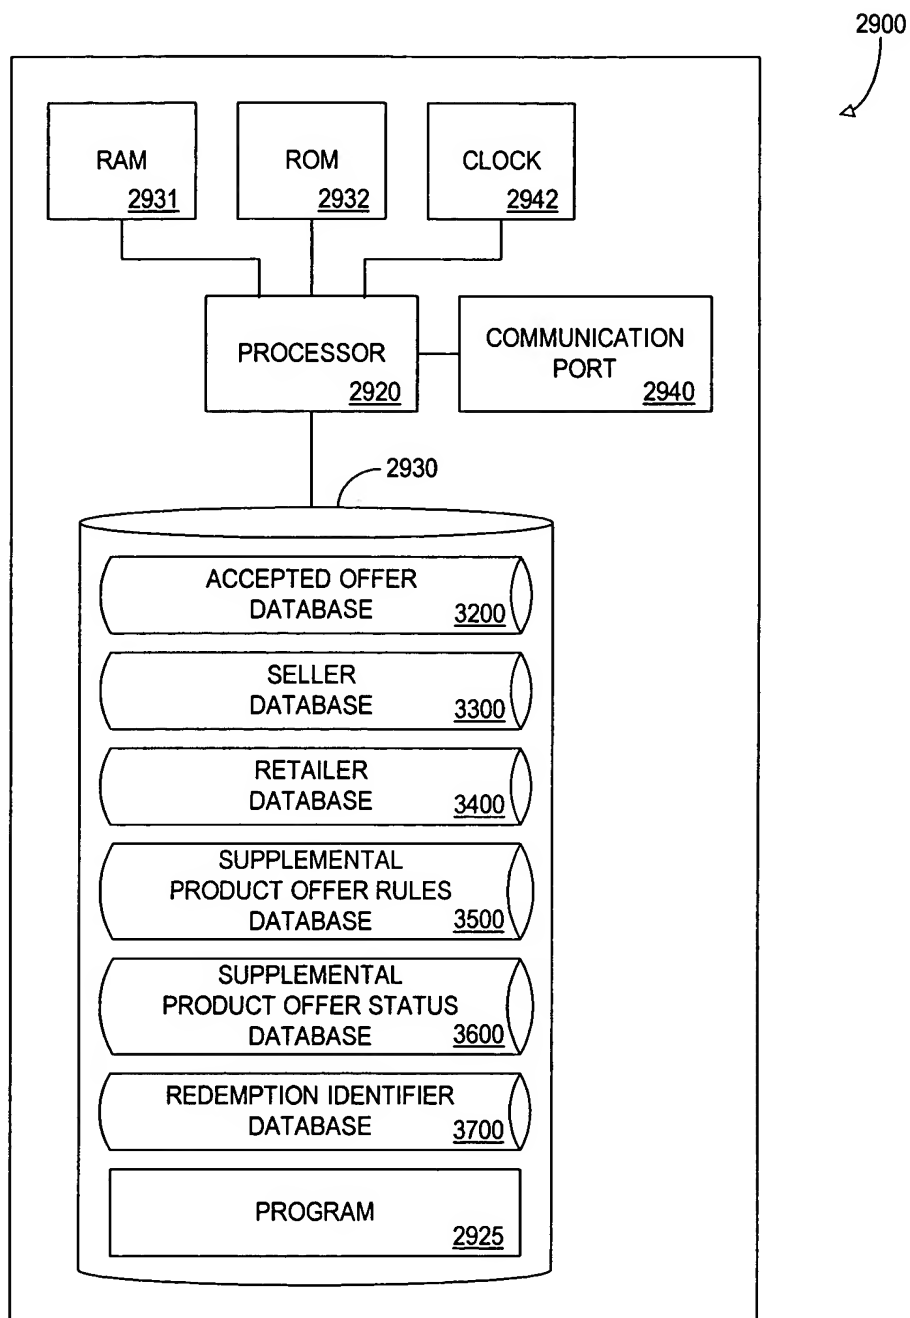 2900
RAM
2931
ROM
2932
CLOCK
2942
PROCESSOR
2920
COMMUNICATION
PORT
2940
2930
ACCEPTED OFFER
DATABASE 3200
SELLER
DATABASE 3300
RETAILER
DATABASE 3400
SUPPLEMENTAL
PRODUCT OFFER RULES
DATABASE 3500
SUPPLEMENTAL
PRODUCT OFFER STATUS
DATABASE 3600
REDEMPTION IDENTIFIER
DATABASE 3700
PROGRAM
2925